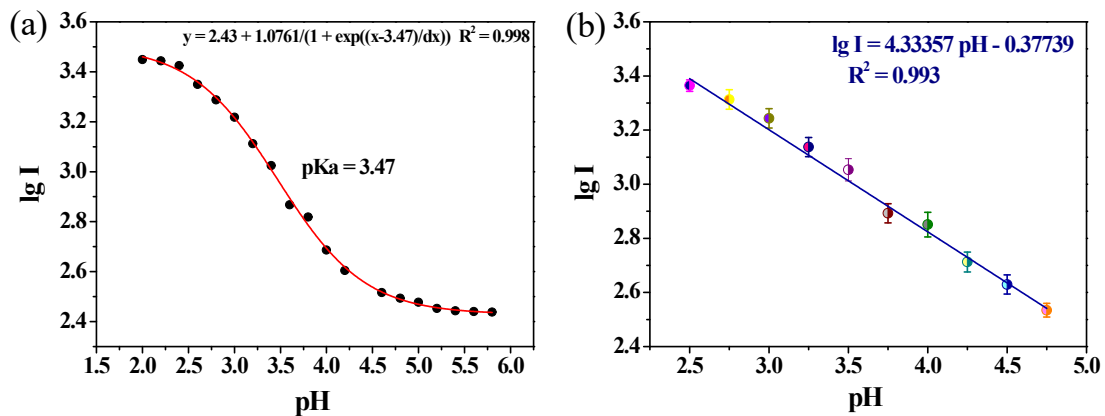 (a)
y = 2.43 + 1.0761/(1 + exp((x-3.47)/dx)) R² = 0.998
pKa = 3.47
lg I
3.6
3.4
3.2
3.0
2.8
2.6
2.4
1.5 2.0 2.5 3.0 3.5 4.0 4.5 5.0 5.5 6.0
pH
(b)
lg I = 4.33357 pH - 0.37739
R² = 0.993
lg I
3.6
3.4
3.2
3.0
2.8
2.6
2.4
2.5 3.0 3.5 4.0 4.5 5.0
pH